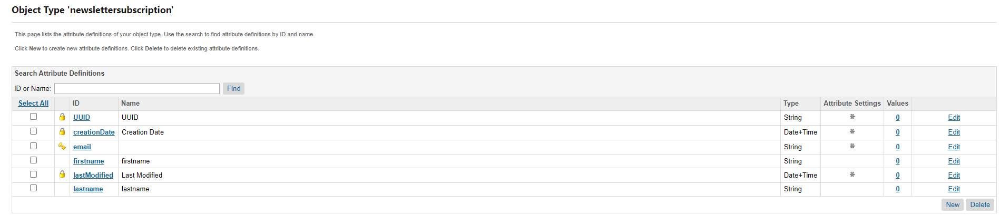 Object Type 'newslettersubscription'
This page lists the attribute definitions of your object type. Use the search to find attribute definitions by ID and name.
Click New to create new attribute definitions. Click Delete to delete existing attribute definitions.
Search Attribute Definitions
ID or Name: Find
Select All ID Name Type Attribute Settings Values
UUID UUID String * 0 Edit
creationDate Creation Date Date+Time * 0 Edit
email String * 0 Edit
firstname firstname String 0 Edit
lastModified Last Modified Date+Time * 0 Edit
lastname lastname String 0 Edit
New Delete